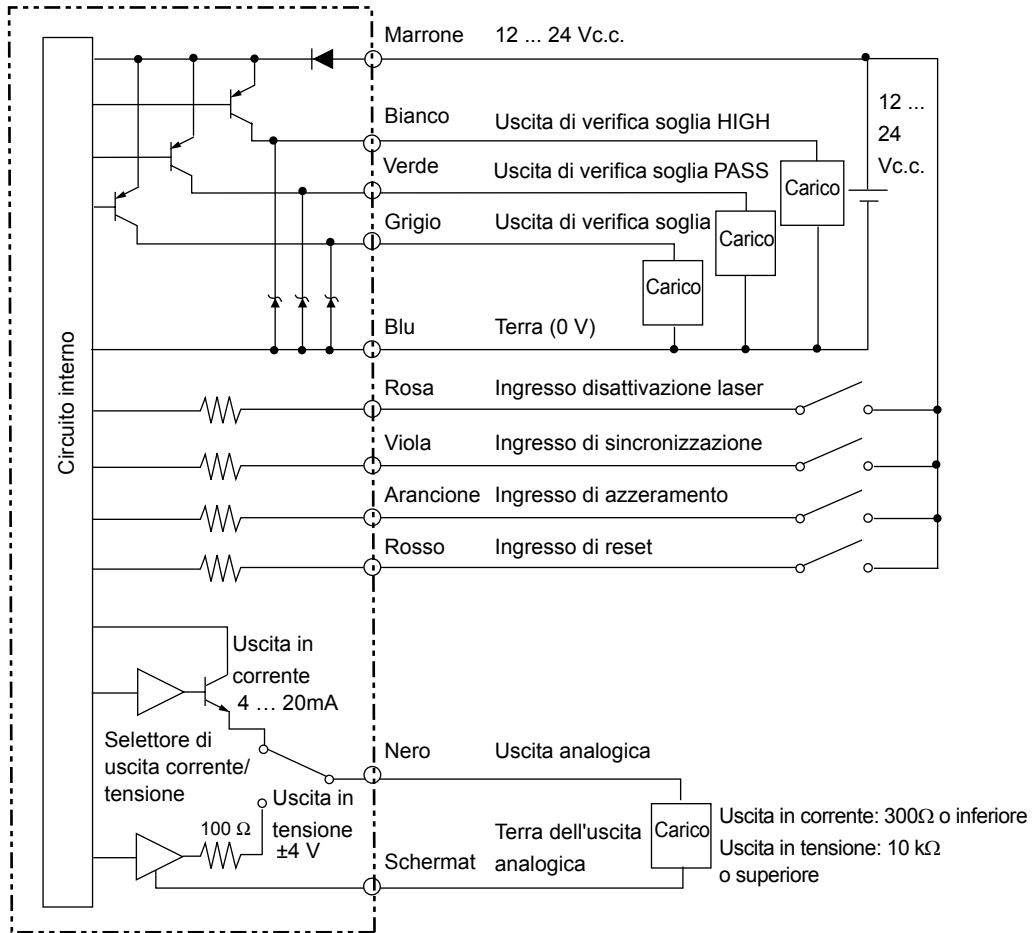 Marrone 12 ... 24 Vc.c.
Bianco Uscita di verifica soglia HIGH
12 ...
24
Vc.c.
Verde Uscita di verifica soglia PASS
Carico
Grigio Uscita di verifica soglia
Carico
Carico
Blu Terra (0 V)
Circuito interno
Rosa Ingresso disattivazione laser
Viola Ingresso di sincronizzazione
Arancione Ingresso di azzeramento
Rosso Ingresso di reset
Uscita in
corrente
4 ... 20mA
Selettore di
uscita corrente/
tensione
Nero Uscita analogica
Uscita in
tensione
±4 V
100 Ω
Terra dell'uscita
analogica
Schermat
Carico
Uscita in corrente: 300Ω o inferiore
Uscita in tensione: 10 kΩ
o superiore